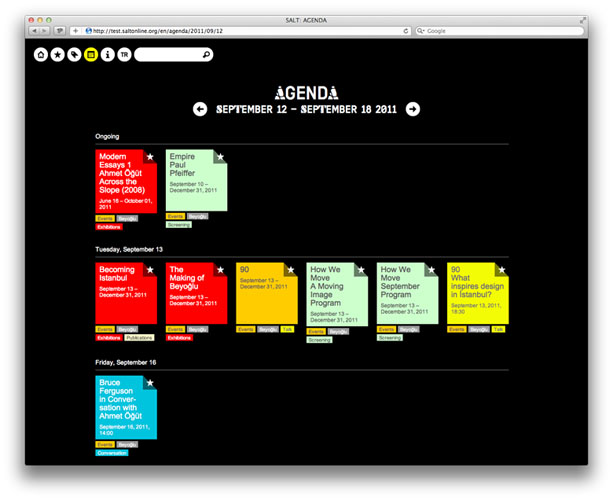 SALT: AGENDA
http://test.saltonline.org/en/agenda/2011/09/12
Google
TR
AGENDA
SEPTEMBER 12 – SEPTEMBER 18 2011
Ongoing
Modern
Essays 1
Ahmet Öğüt
Across the
Slope (2008)
June 16 – October 01,
2011
Events Beyoğlu
Exhibitions
Empire
Paul
Pfeiffer
September 10 –
December 31, 2011
Events Beyoğlu
Screening
Tuesday, September 13
Becoming
Istanbul
September 13 –
December 31, 2011
Events Beyoğlu
Exhibitions Publications
The
Making of
Beyoğlu
September 13 –
December 31, 2011
Events Beyoğlu
Exhibitions
90
September 13 –
December 31, 2011
Events Beyoğlu Talk
How We
Move
A Moving
Image
Program
September 13 –
December 31, 2011
Events Beyoğlu
Screening
How We
Move
September
Program
September 13 –
December 31, 2011
Events Beyoğlu
Screening
90
What
inspires design
in İstanbul?
September 13, 2011,
18:30
Events Beyoğlu Talk
Friday, September 16
Bruce
Ferguson
in Conver-
sation with
Ahmet Öğüt
September 16, 2011,
14:00
Events Beyoğlu
Conversation